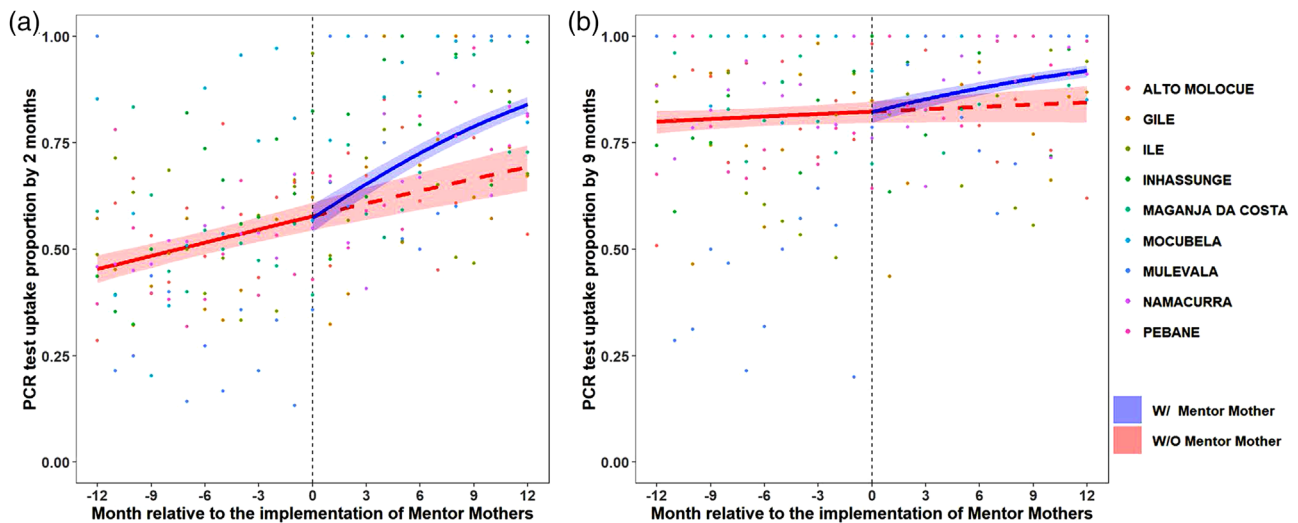 (a)
PCR test uptake proportion by 2 months
1.00
0.75
0.50
0.25
0.00
-12 -9 -6 -3 0 3 6 9 12
Month relative to the implementation of Mentor Mothers
(b)
PCR test uptake proportion by 9 months
1.00
0.75
0.50
0.25
0.00
-12 -9 -6 -3 0 3 6 9 12
Month relative to the implementation of Mentor Mothers
ALTO MOLOCUE
GILE
ILE
INHASSUNGE
MAGANJA DA COSTA
MOCUBELA
MULEVALA
NAMACURRA
PEBANE
W/ Mentor Mother
W/O Mentor Mother